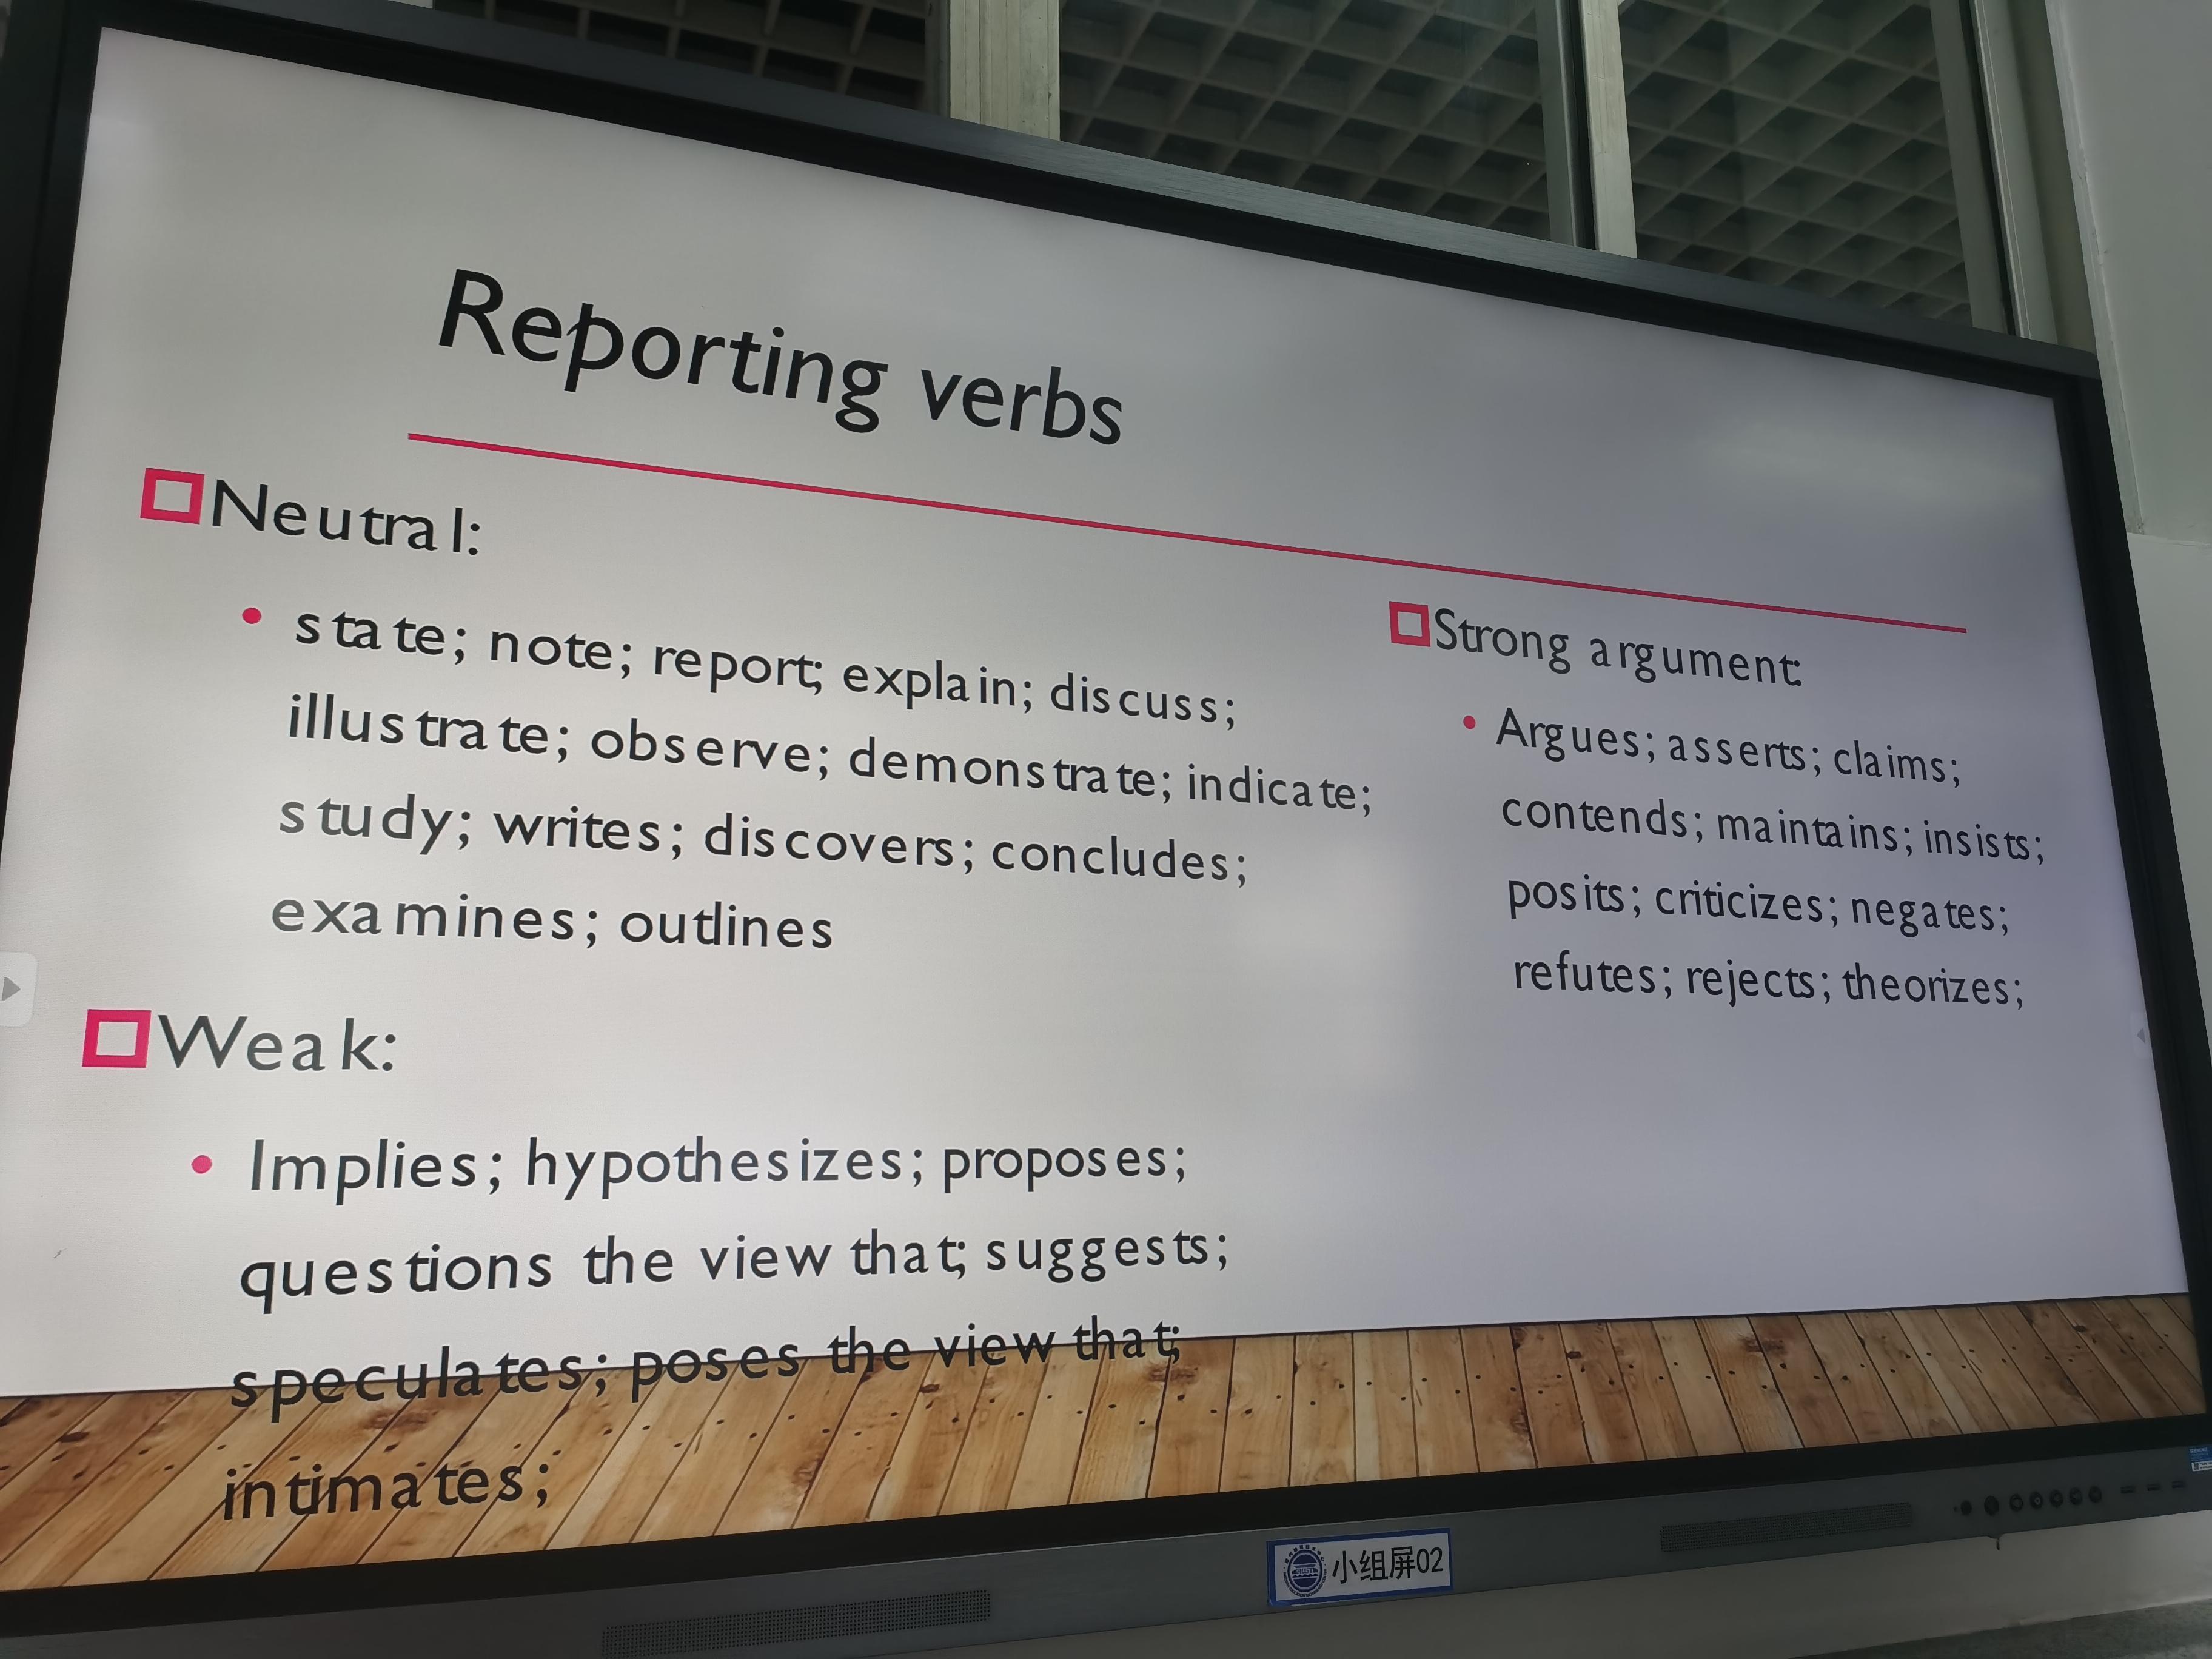 Reporting verbs
Neutral:
• state; note; report; explain; discuss;
illustrate; observe; demonstrate; indicate;
study; writes; discovers; concludes;
examines; outlines
Weak:
• Implies; hypothesizes; proposes;
questions the view that; suggests;
speculates; poses the view that;
intimates;
Strong argument:
• Argues; asserts; claims;
contends; maintains; insists;
posits; criticizes; negates;
refutes; rejects; theorizes;
小组屏02